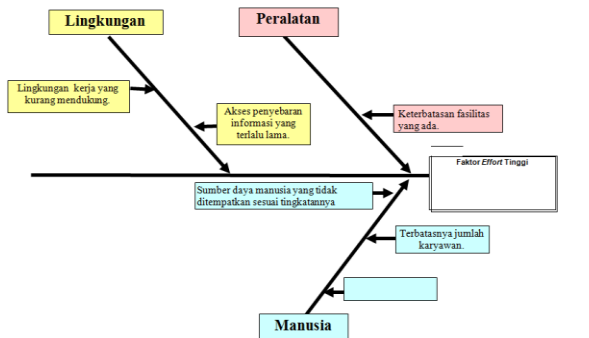 Lingkungan
Peralatan
Lingkungan kerja yang
kurang mendukung.
Akses penyebaran
informasi yang
terlalu lama.
Keterbatasan fasilitas
yang ada.
Faktor Effort Tinggi
Sumber daya manusia yang tidak
ditempatkan sesuai tingkatannya
Terbatasnya jumlah
karyawan.
Manusia